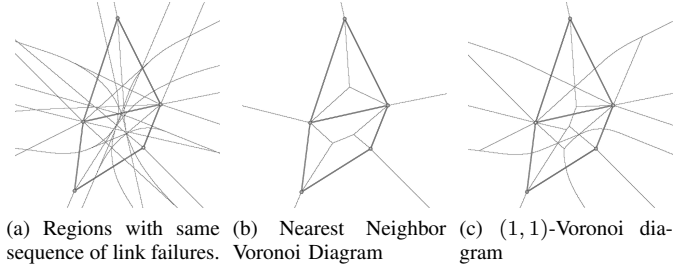 (a) Regions with same
sequence of link failures.
(b) Nearest Neighbor
Voronoi Diagram
(c) (1, 1)-Voronoi dia-
gram